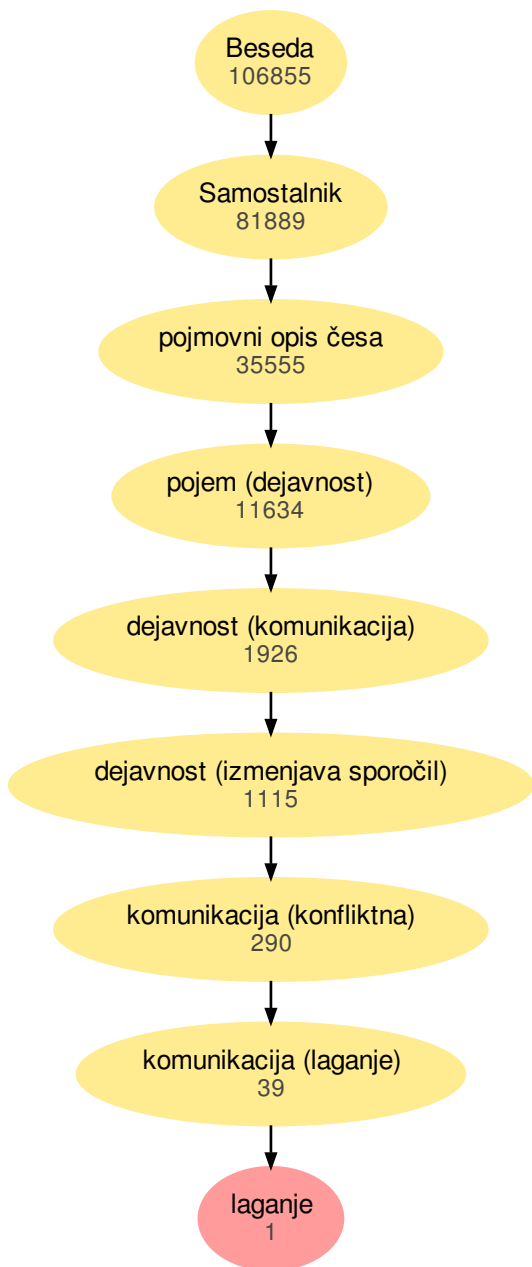 Beseda
106855
Samostalnik
81889
pojmovni opis česa
35555
pojem (dejavnost)
11634
dejavnost (komunikacija)
1926
dejavnost (izmenjava sporočil)
1115
komunikacija (konfliktna)
290
komunikacija (laganje)
39
laganje
1